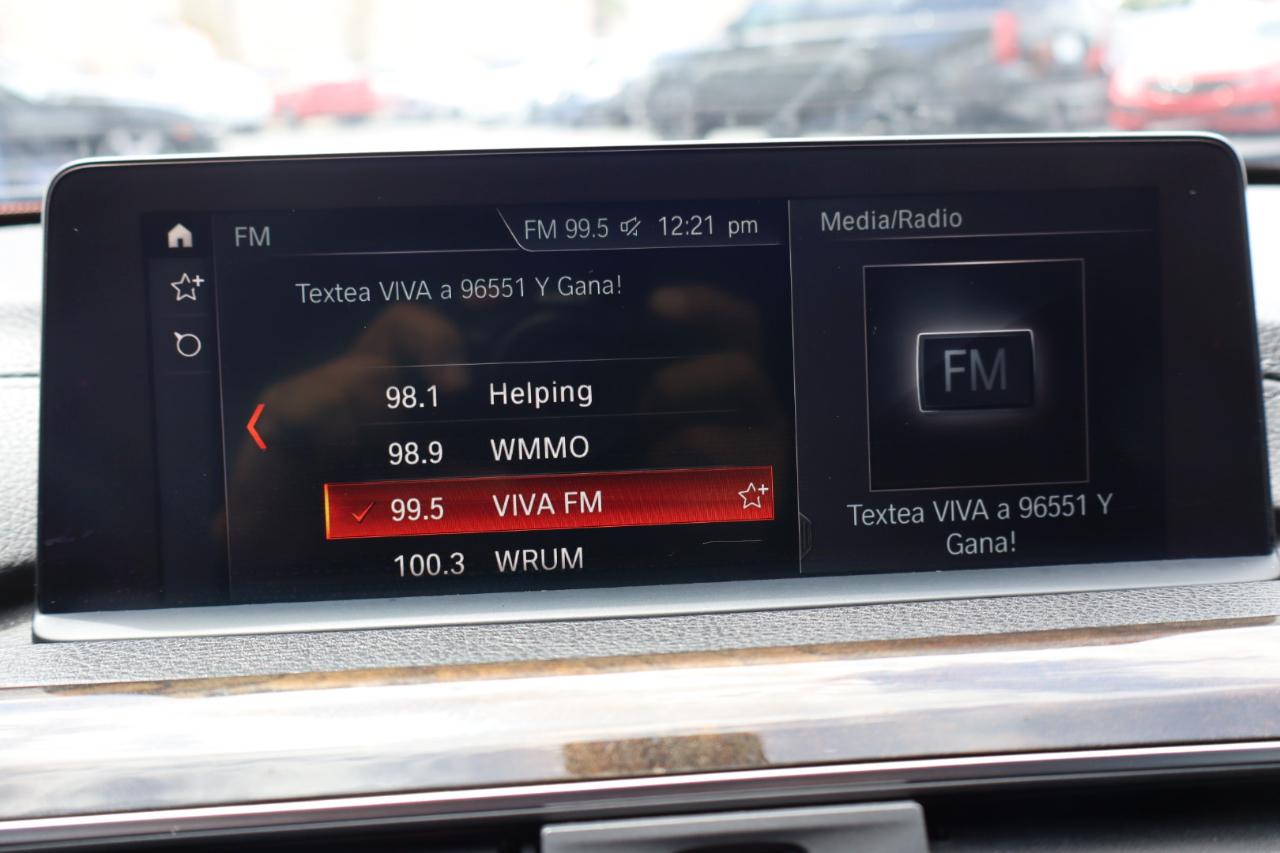 FM
FM 99.5 12:21 pm
Media/Radio
Textea VIVA a 96551 Y Gana!
98.1 Helping
98.9 WMMO
99.5 VIVA FM
100.3 WRUM
FM
Textea VIVA a 96551 Y
Gana!